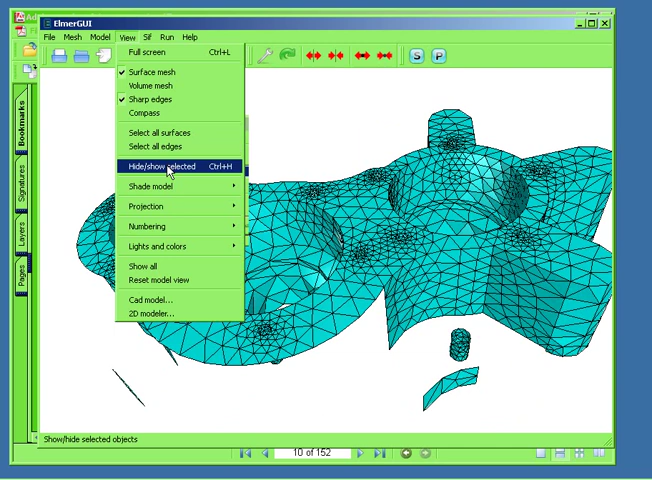 ElmerGUI
File Mesh Model View Sif Run Help
S P
Full screen Ctrl+L
Surface mesh
Volume mesh
Sharp edges
Compass
Select all surfaces
Select all edges
Hide/show selected Ctrl+H
Shade model
Projection
Numbering
Lights and colors
Show all
Reset model view
Cad model...
2D modeler...
Bookmarks
Signatures
Layers
Pages
Show/hide selected objects
10 of 152